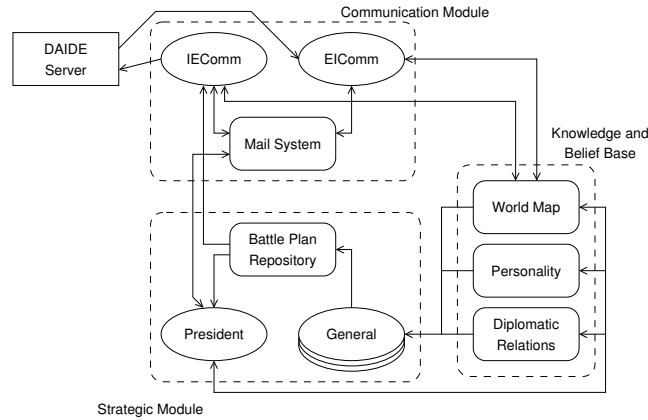 Communication Module
DAIDE
Server
IEComm
EIComm
Mail System
Knowledge and
Belief Base
World Map
Battle Plan
Repository
Personality
President
General
Diplomatic
Relations
Strategic Module